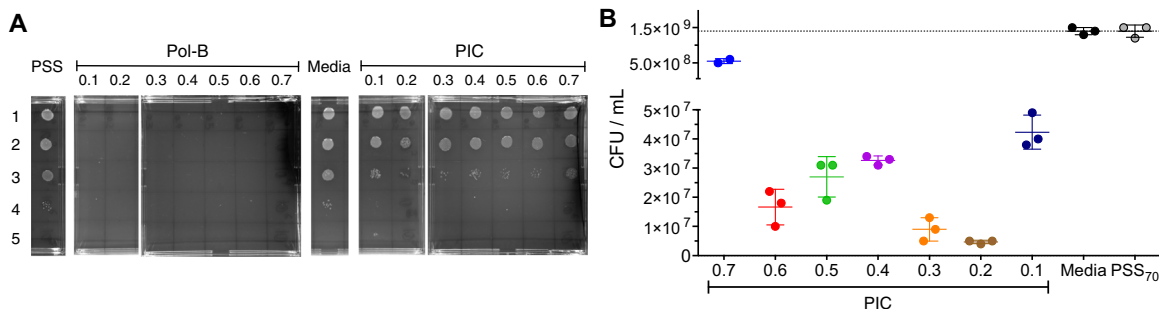 A
Pol-B
PIC
PSS
Media
0.1 0.2 0.3 0.4 0.5 0.6 0.7
0.1 0.2 0.3 0.4 0.5 0.6 0.7
1
2
3
4
5
B
CFU / mL
1.5×10⁹
5.0×10⁸
5×10⁷
4×10⁷
3×10⁷
2×10⁷
1×10⁷
0
0.7 0.6 0.5 0.4 0.3 0.2 0.1 Media PSS₇₀
PIC